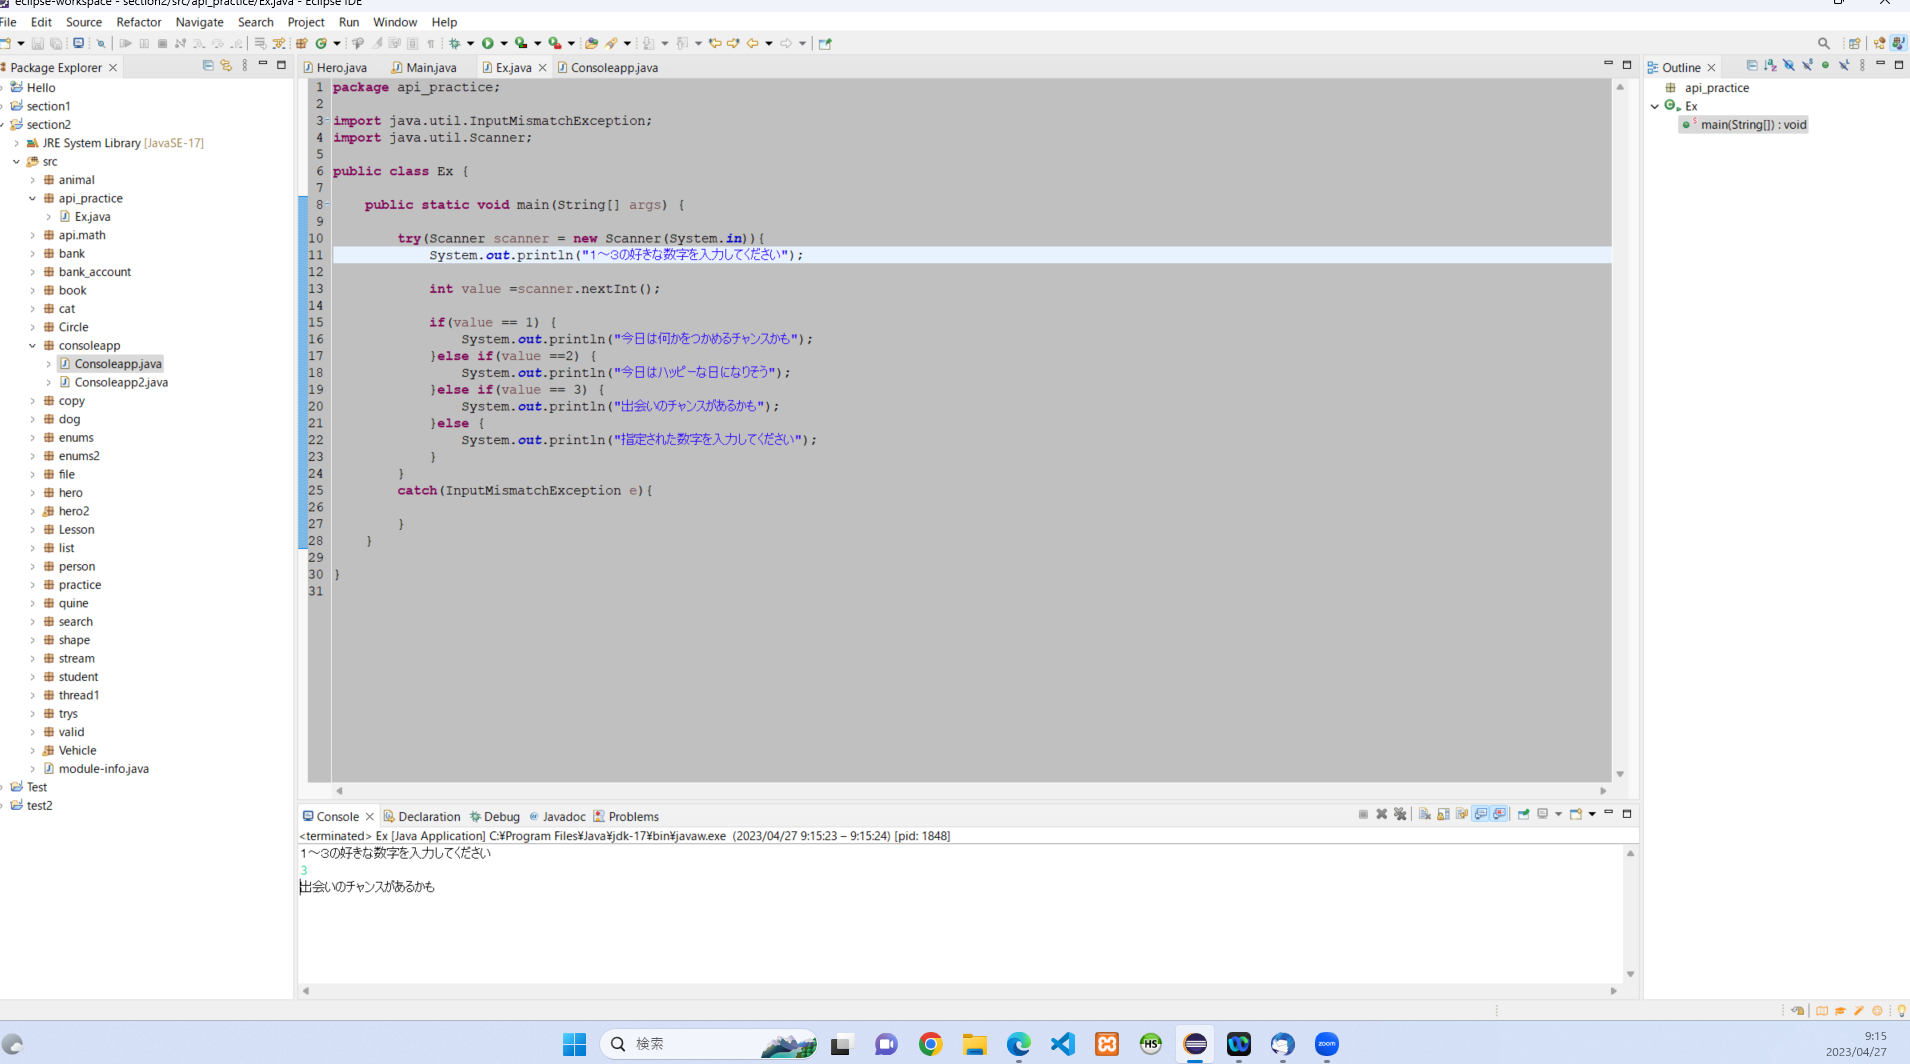 eclipse-workspace - section2/src/api_practice/Ex.java - Eclipse IDE
File Edit Source Refactor Navigate Search Project Run Window Help
Package Explorer
Hello
section1
section2
JRE System Library [JavaSE-17]
src
animal
api_practice
Ex.java
api.math
bank
bank_account
book
cat
Circle
consoleapp
Consoleapp.java
Consoleapp2.java
copy
dog
enums
enums2
file
hero
hero2
Lesson
list
person
practice
quine
search
shape
stream
student
thread1
trys
valid
Vehicle
module-info.java
Test
test2
Hero.java Main.java Ex.java Consoleapp.java
1 package api_practice;
2
3 import java.util.InputMismatchException;
4 import java.util.Scanner;
5
6 public class Ex {
7
8 public static void main(String[] args) {
9
10 try(Scanner scanner = new Scanner(System.in)){
11 System.out.println("1～3の好きな数字を入力してください");
12
13 int value =scanner.nextInt();
14
15 if(value == 1) {
16 System.out.println("今日は何かをつかめるチャンスかも");
17 }else if(value ==2) {
18 System.out.println("今日はハッピーな日になりそう");
19 }else if(value == 3) {
20 System.out.println("出会いのチャンスがあるかも");
21 }else {
22 System.out.println("指定された数字を入力してください");
23 }
24 }
25 catch(InputMismatchException e){
26
27 }
28 }
29
30 }
31
Outline
api_practice
Ex
main(String[]) : void
Console Declaration Debug Javadoc Problems
<terminated> Ex [Java Application] C:¥Program Files¥Java¥jdk-17¥bin¥javaw.exe (2023/04/27 9:15:23 – 9:15:24) [pid: 1848]
1～3の好きな数字を入力してください
3
出会いのチャンスがあるかも
検索
HS
zoom
9:15
2023/04/27